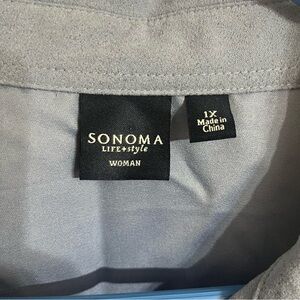 SONOMA
LIFE+style
WOMAN
1X
Made in
China